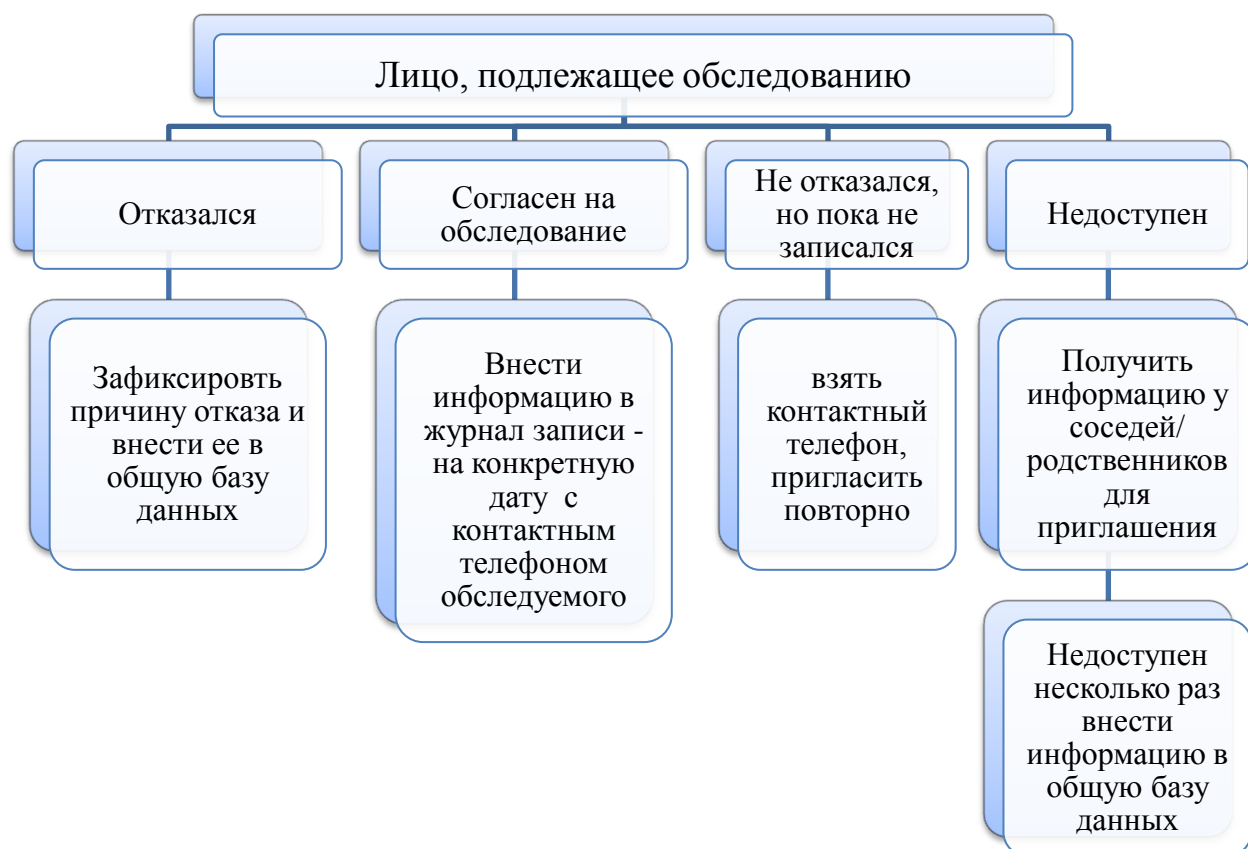 Лицо, подлежащее обследованию
Отказался
Согласен на
обследование
Не отказался,
но пока не
записался
Недоступен
Зафиксировть
причину отказа и
внести ее в
общую базу
данных
Внести
информацию в
журнал записи -
на конкретную
дату с
контактным
телефоном
обследуемого
взять
контактный
телефон,
пригласить
повторно
Получить
информацию у
соседей/
родственников
для
приглашения
Недоступен
несколько раз
внести
информацию в
общую базу
данных